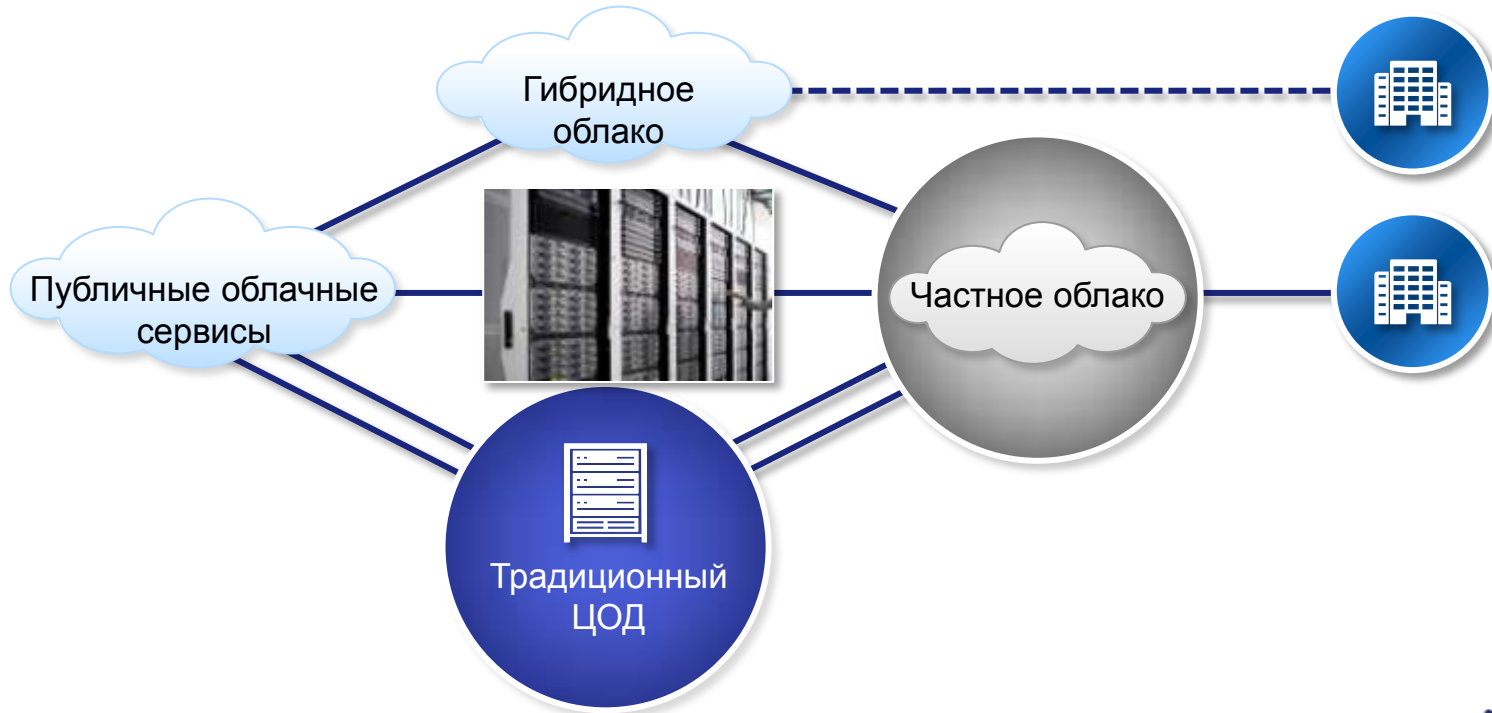 Гибридное
облако
Публичные облачные
сервисы
Частное облако
Традиционный
ЦОД